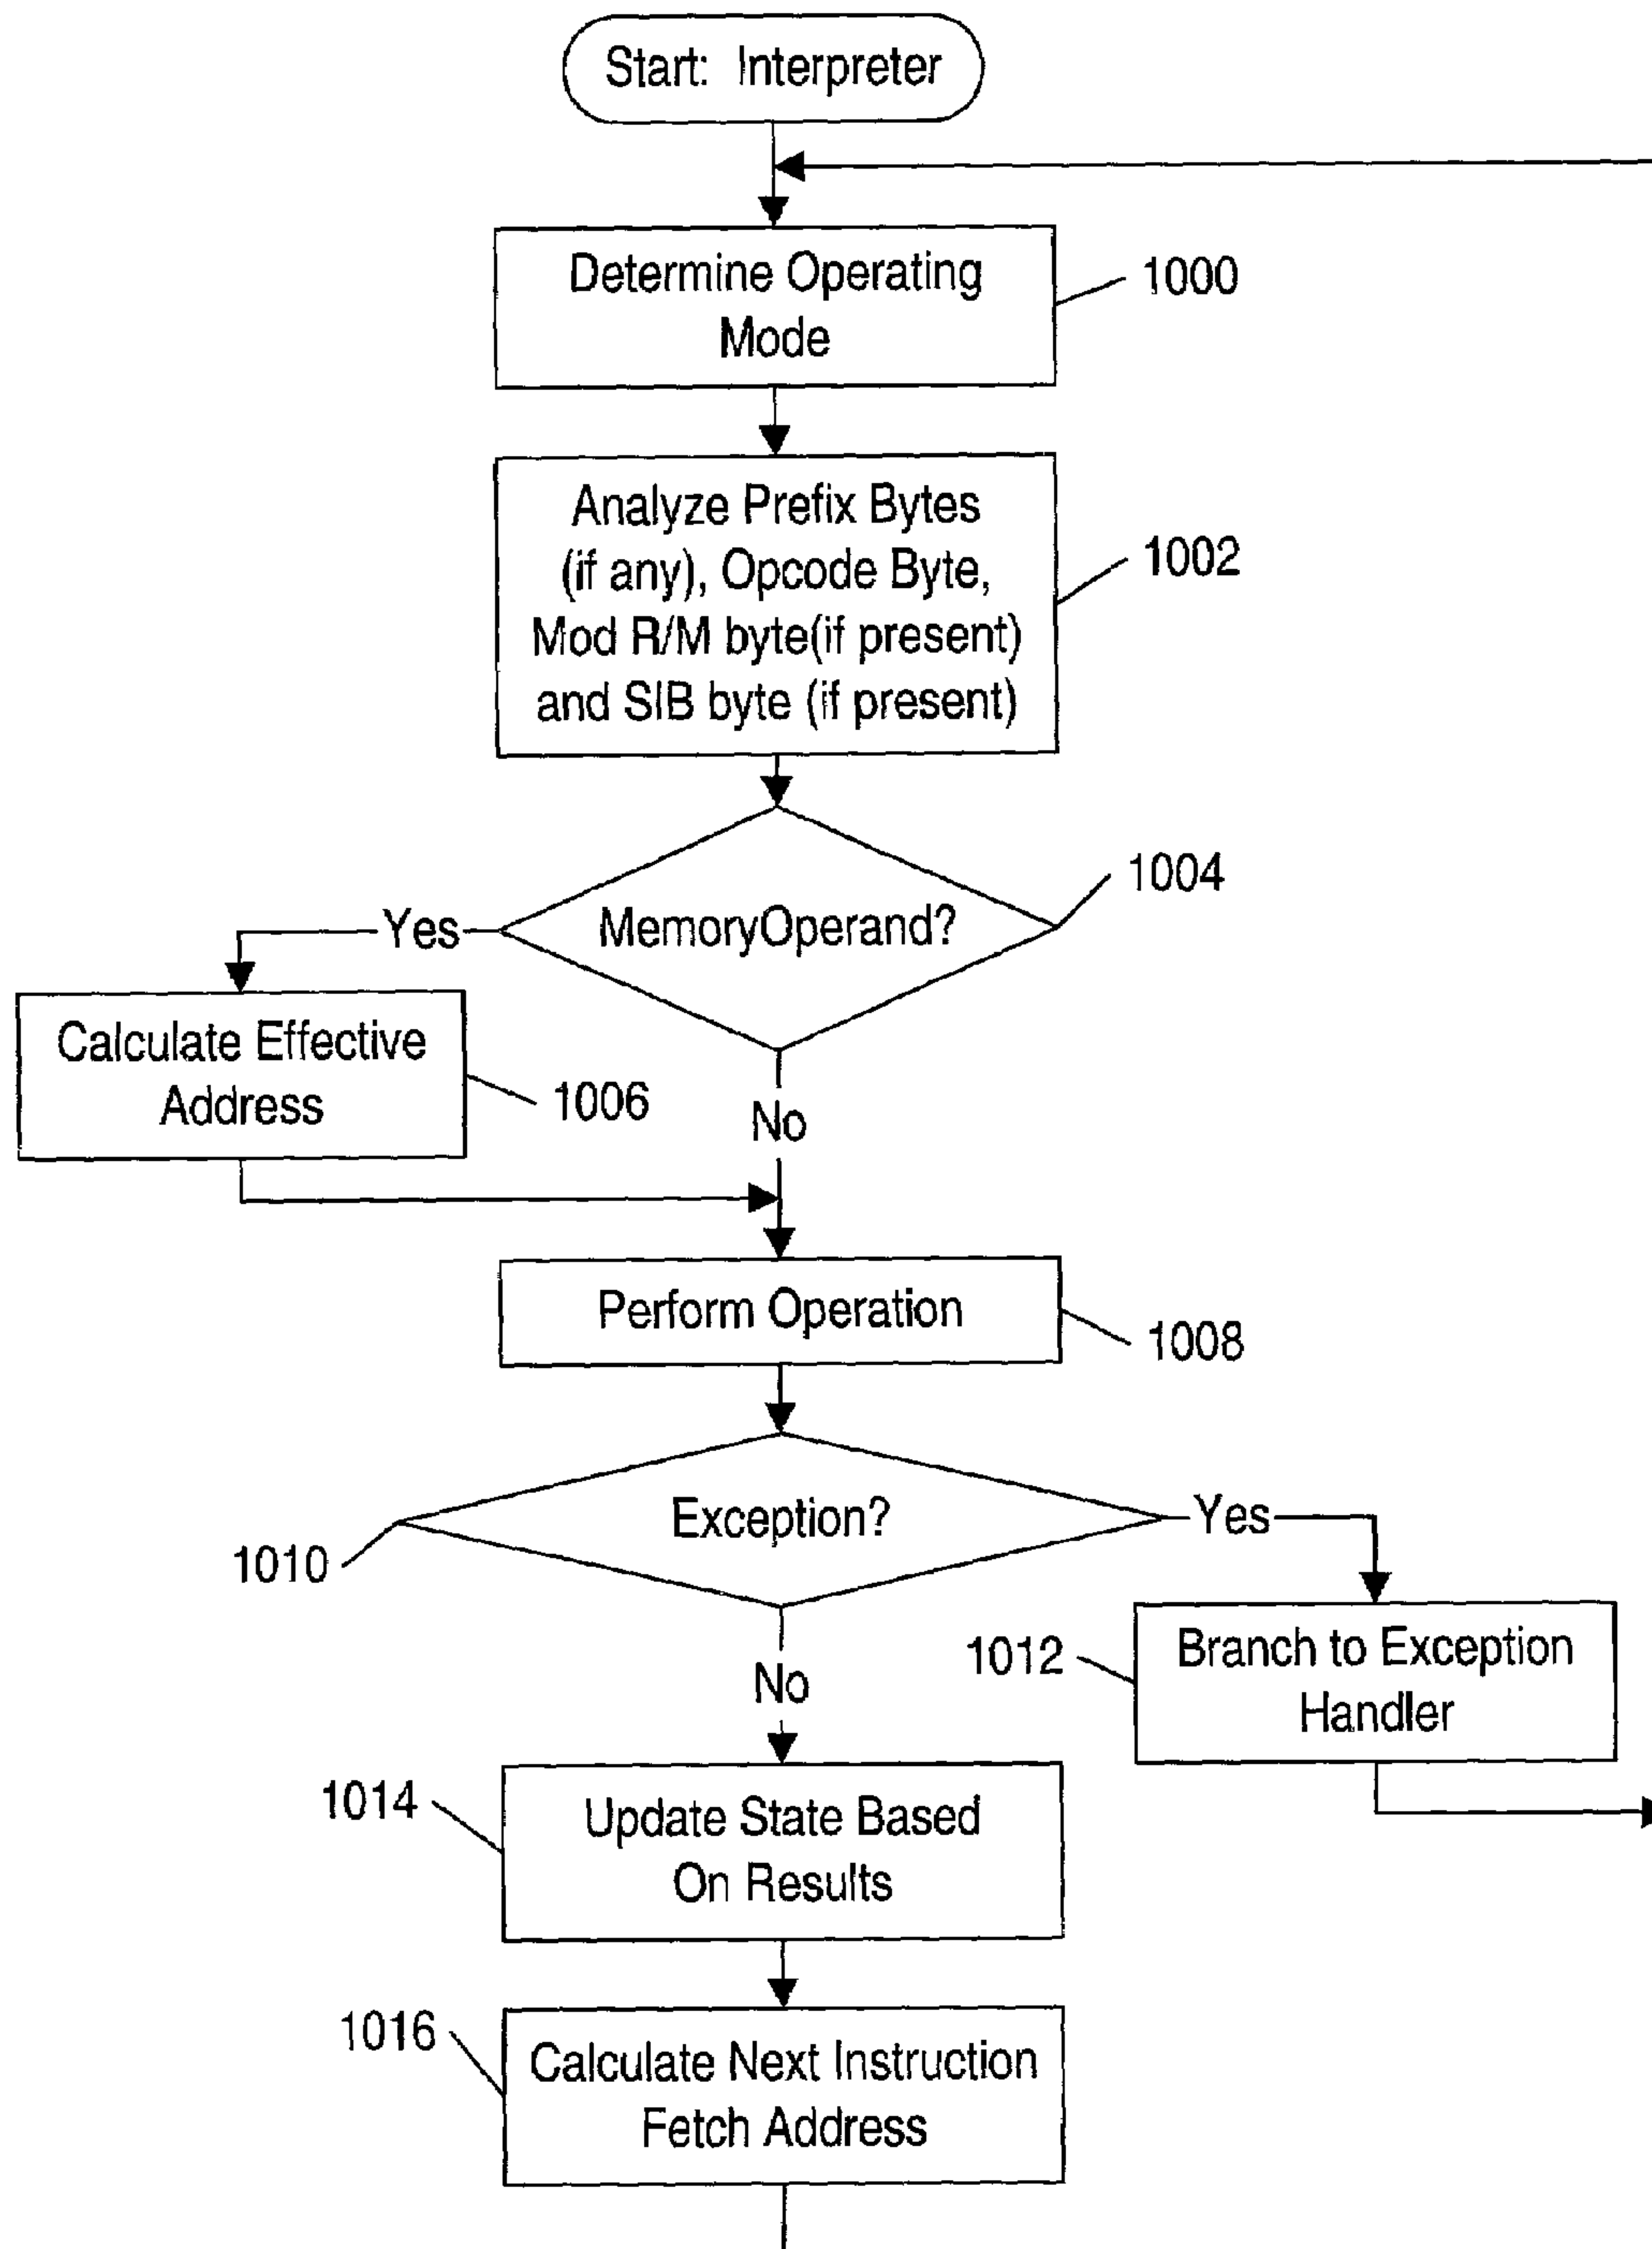 Start: Interpreter
Determine Operating
Mode
1000
Analyze Prefix Bytes
(if any), Opcode Byte,
Mod R/M byte(if present)
and SIB byte (if present)
1002
MemoryOperand?
1004
Yes
Calculate Effective
Address
1006
No
Perform Operation
1008
Exception?
1010
Yes
Branch to Exception
Handler
1012
No
Update State Based
On Results
1014
Calculate Next Instruction
Fetch Address
1016